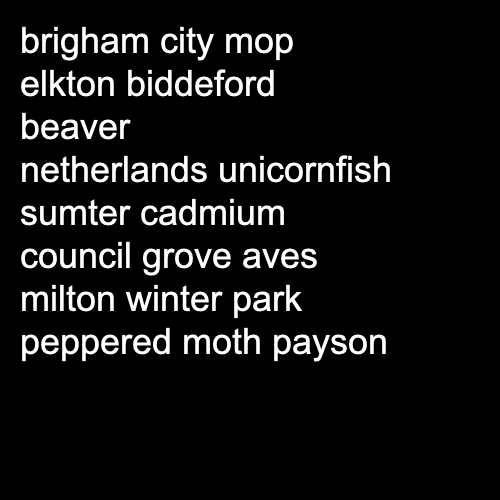 brigham city mop
elkton biddeford
beaver
netherlands unicornfish
sumter cadmium
council grove aves
milton winter park
peppered moth payson